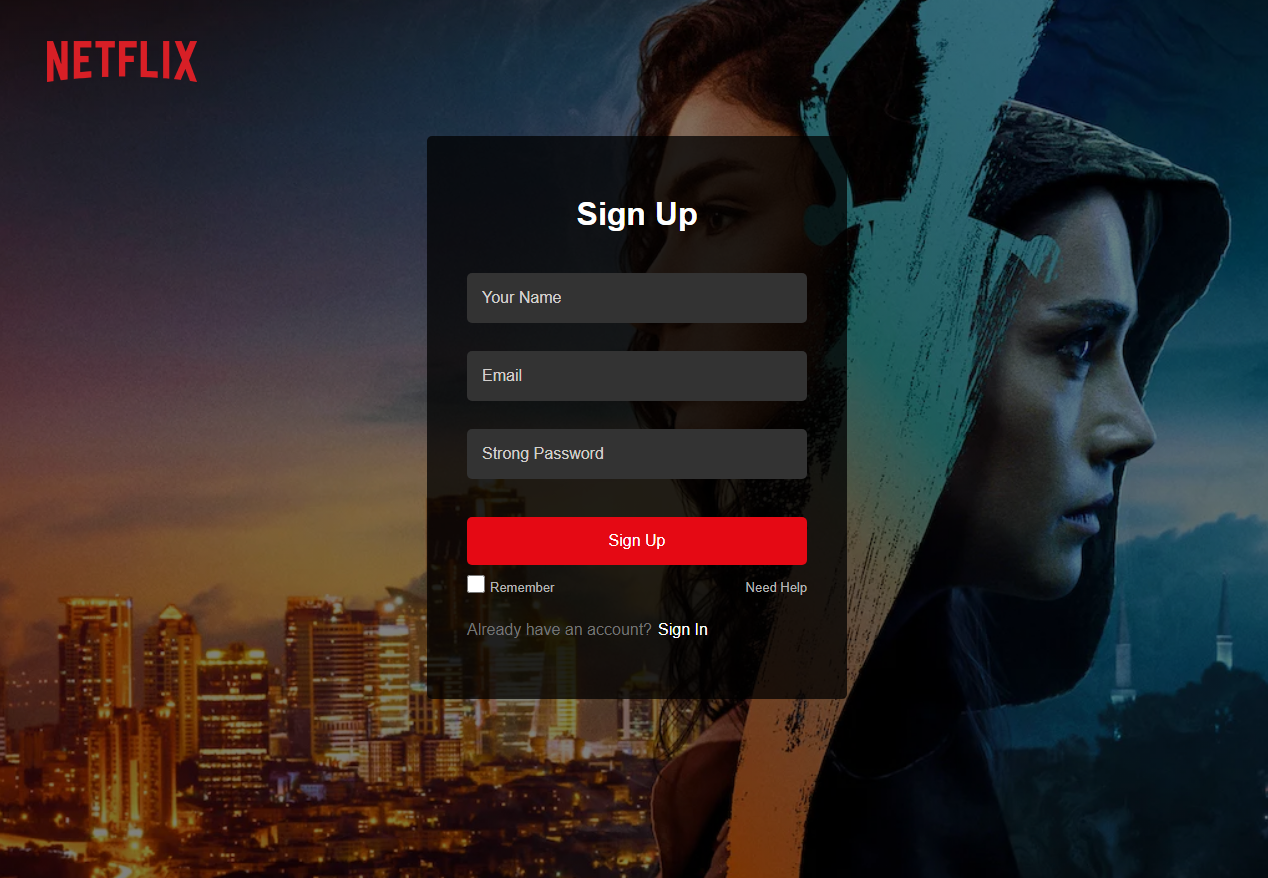 NETFLIX
Sign Up
Your Name
Email
Strong Password
Sign Up
Remember Need Help
Already have an account? Sign In